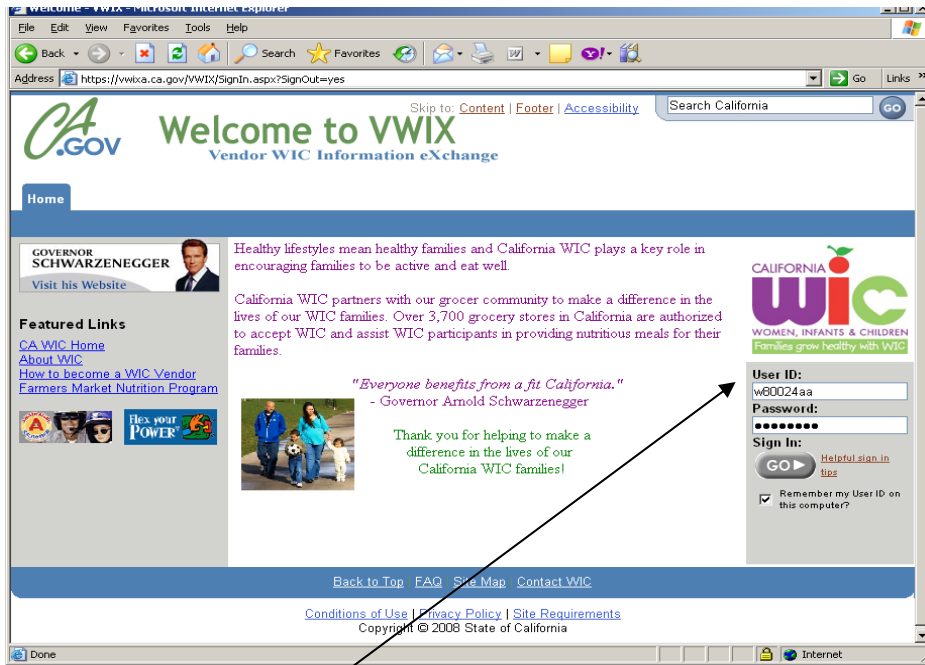 Welcome - VWIX - Microsoft Internet Explorer
File Edit View Favorites Tools Help
Back Search Favorites
Address https://vwixa.ca.gov/VWIX/SignIn.aspx?SignOut=yes Go Links »
Skip to: Content | Footer | Accessibility
Search California GO
CA.GOV
Welcome to VWIX
Vendor WIC Information eXchange
Home
GOVERNOR
SCHWARZENEGGER
Visit his Website
Featured Links
CA WIC Home
About WIC
How to become a WIC Vendor
Farmers Market Nutrition Program
Flex your
POWER
Healthy lifestyles mean healthy families and California WIC plays a key role in
encouraging families to be active and eat well.
California WIC partners with our grocer community to make a difference in the
lives of our WIC families. Over 3,700 grocery stores in California are authorized
to accept WIC and assist WIC participants in providing nutritious meals for their
families.
"Everyone benefits from a fit California."
- Governor Arnold Schwarzenegger
Thank you for helping to make a
difference in the lives of our
California WIC families!
CALIFORNIA
wic
WOMEN, INFANTS & CHILDREN
Families grow healthy with WIC
User ID:
w80024aa
Password:
●●●●●●●●
Sign In:
GO
Helpful sign in
tips
Remember my User ID on
this computer?
Back to Top FAQ Site Map Contact WIC
Conditions of Use | Privacy Policy | Site Requirements
Copyright © 2008 State of California
Done Internet